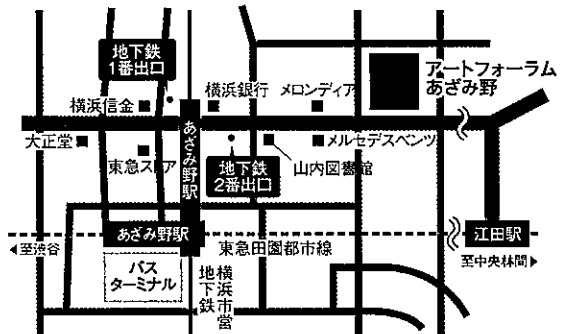 地下鉄
1番出口
アートフォーラム
あざみ野
横浜信金
横浜銀行
メロンディア
大正堂
東急ストア
あざみ野駅
地下鉄
2番出口
山内図書館
メルセデスベンツ
あざみ野駅
東急田園都市線
江田駅
◀至渋谷
至中央林間▶
バス
ターミナル
横浜市営
地下鉄